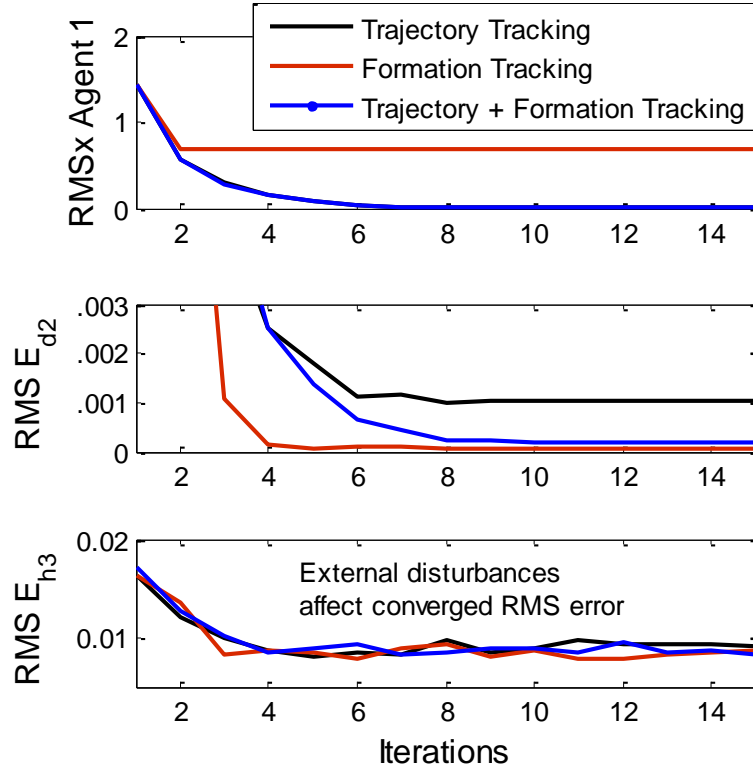 Trajectory Tracking
Formation Tracking
Trajectory + Formation Tracking
RMSx Agent 1
2
1
0
2 4 6 8 10 12 14
RMS E_d2
.003
.002
.001
0
2 4 6 8 10 12 14
RMS E_h3
0.02
0.01
External disturbances
affect converged RMS error
2 4 6 8 10 12 14
Iterations